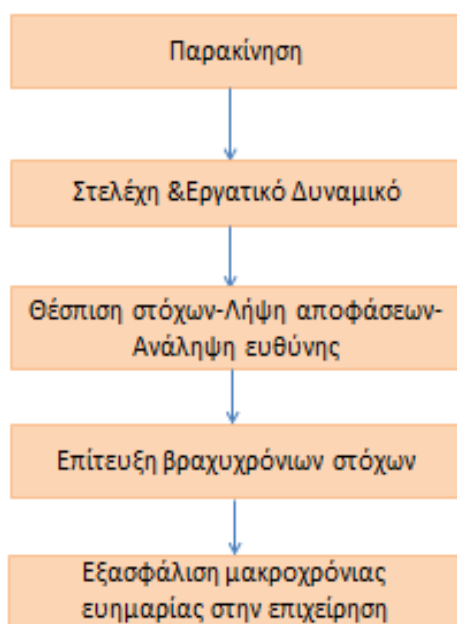 Παρακίνηση
Στελέχη &Εργατικό Δυναμικό
Θέσπιση στόχων-Λήψη αποφάσεων-
Ανάληψη ευθύνης
Επίτευξη βραχυχρόνιων στόχων
Εξασφάλιση μακροχρόνιας
ευημαρίας στην επιχείρηση